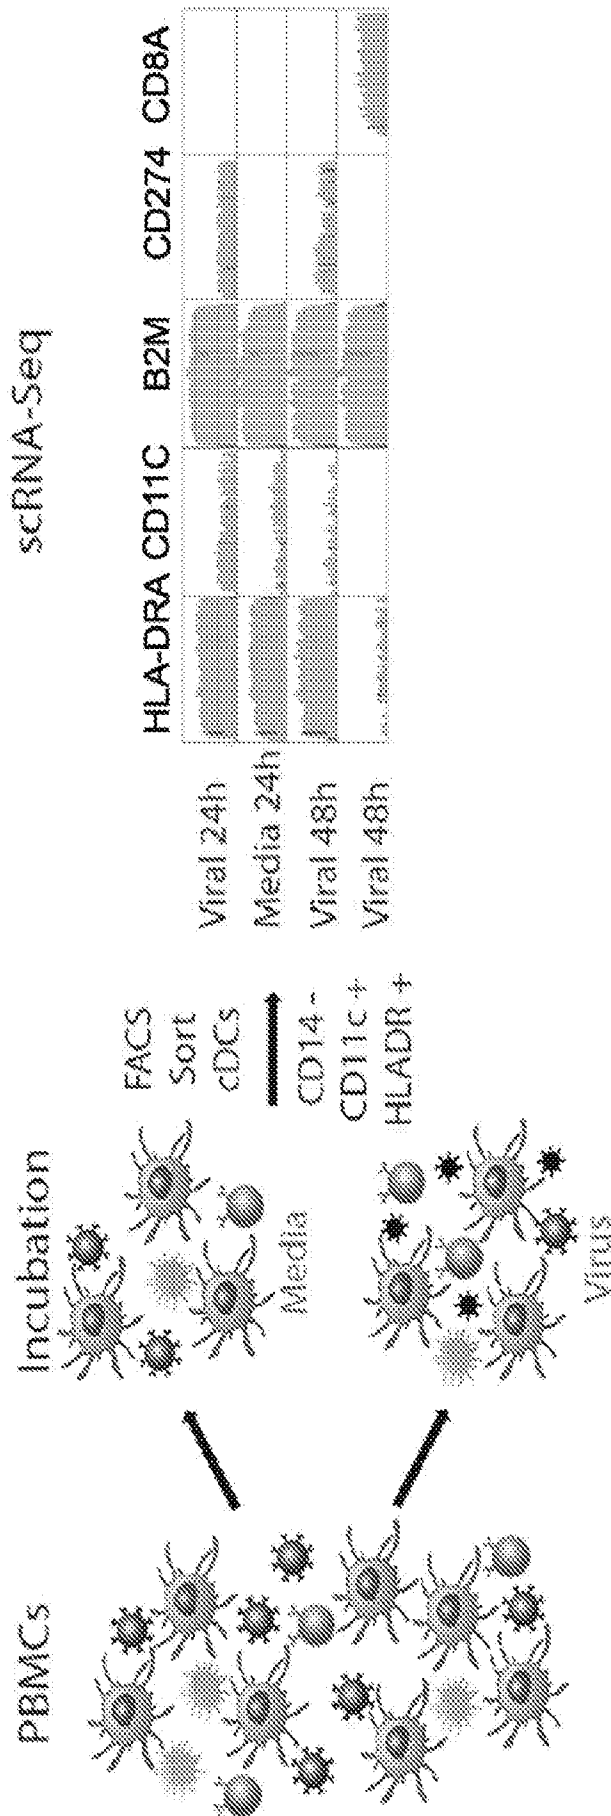 PBMCs
Incubation
Media
Virus
FACS
Sort
cDCs
CD14-
CD11c+
HLADR+
scRNA-Seq
HLA-DRA CD11C B2M CD274 CD8A
Viral 24h
Media 24h
Viral 48h
Viral 48h